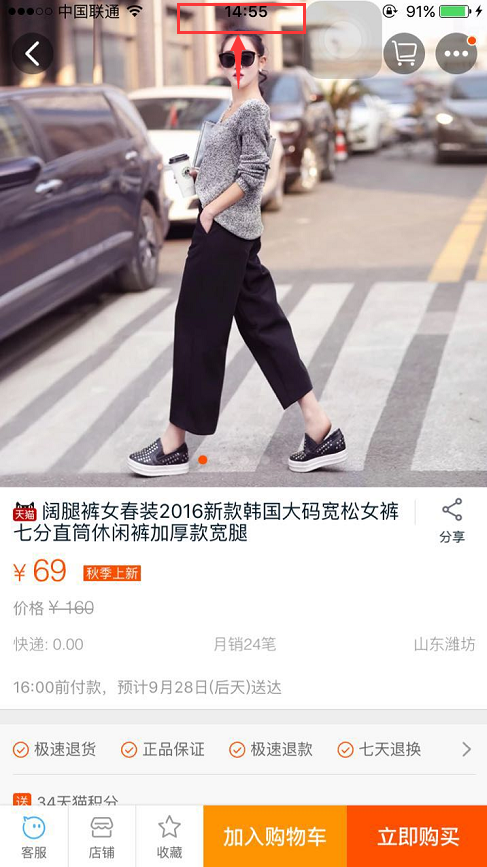 中国联通 14:55 91%
天猫 阔腿裤女春装2016新款韩国大码宽松女裤
七分直筒休闲裤加厚款宽腿
分享
¥ 69 秋季上新
价格 ¥ 160
快递: 0.00 月销24笔 山东潍坊
16:00前付款，预计9月28日(后天)送达
极速退货 正品保证 极速退款 七天退换
送 34天猫积分
客服 店铺 收藏 加入购物车 立即购买